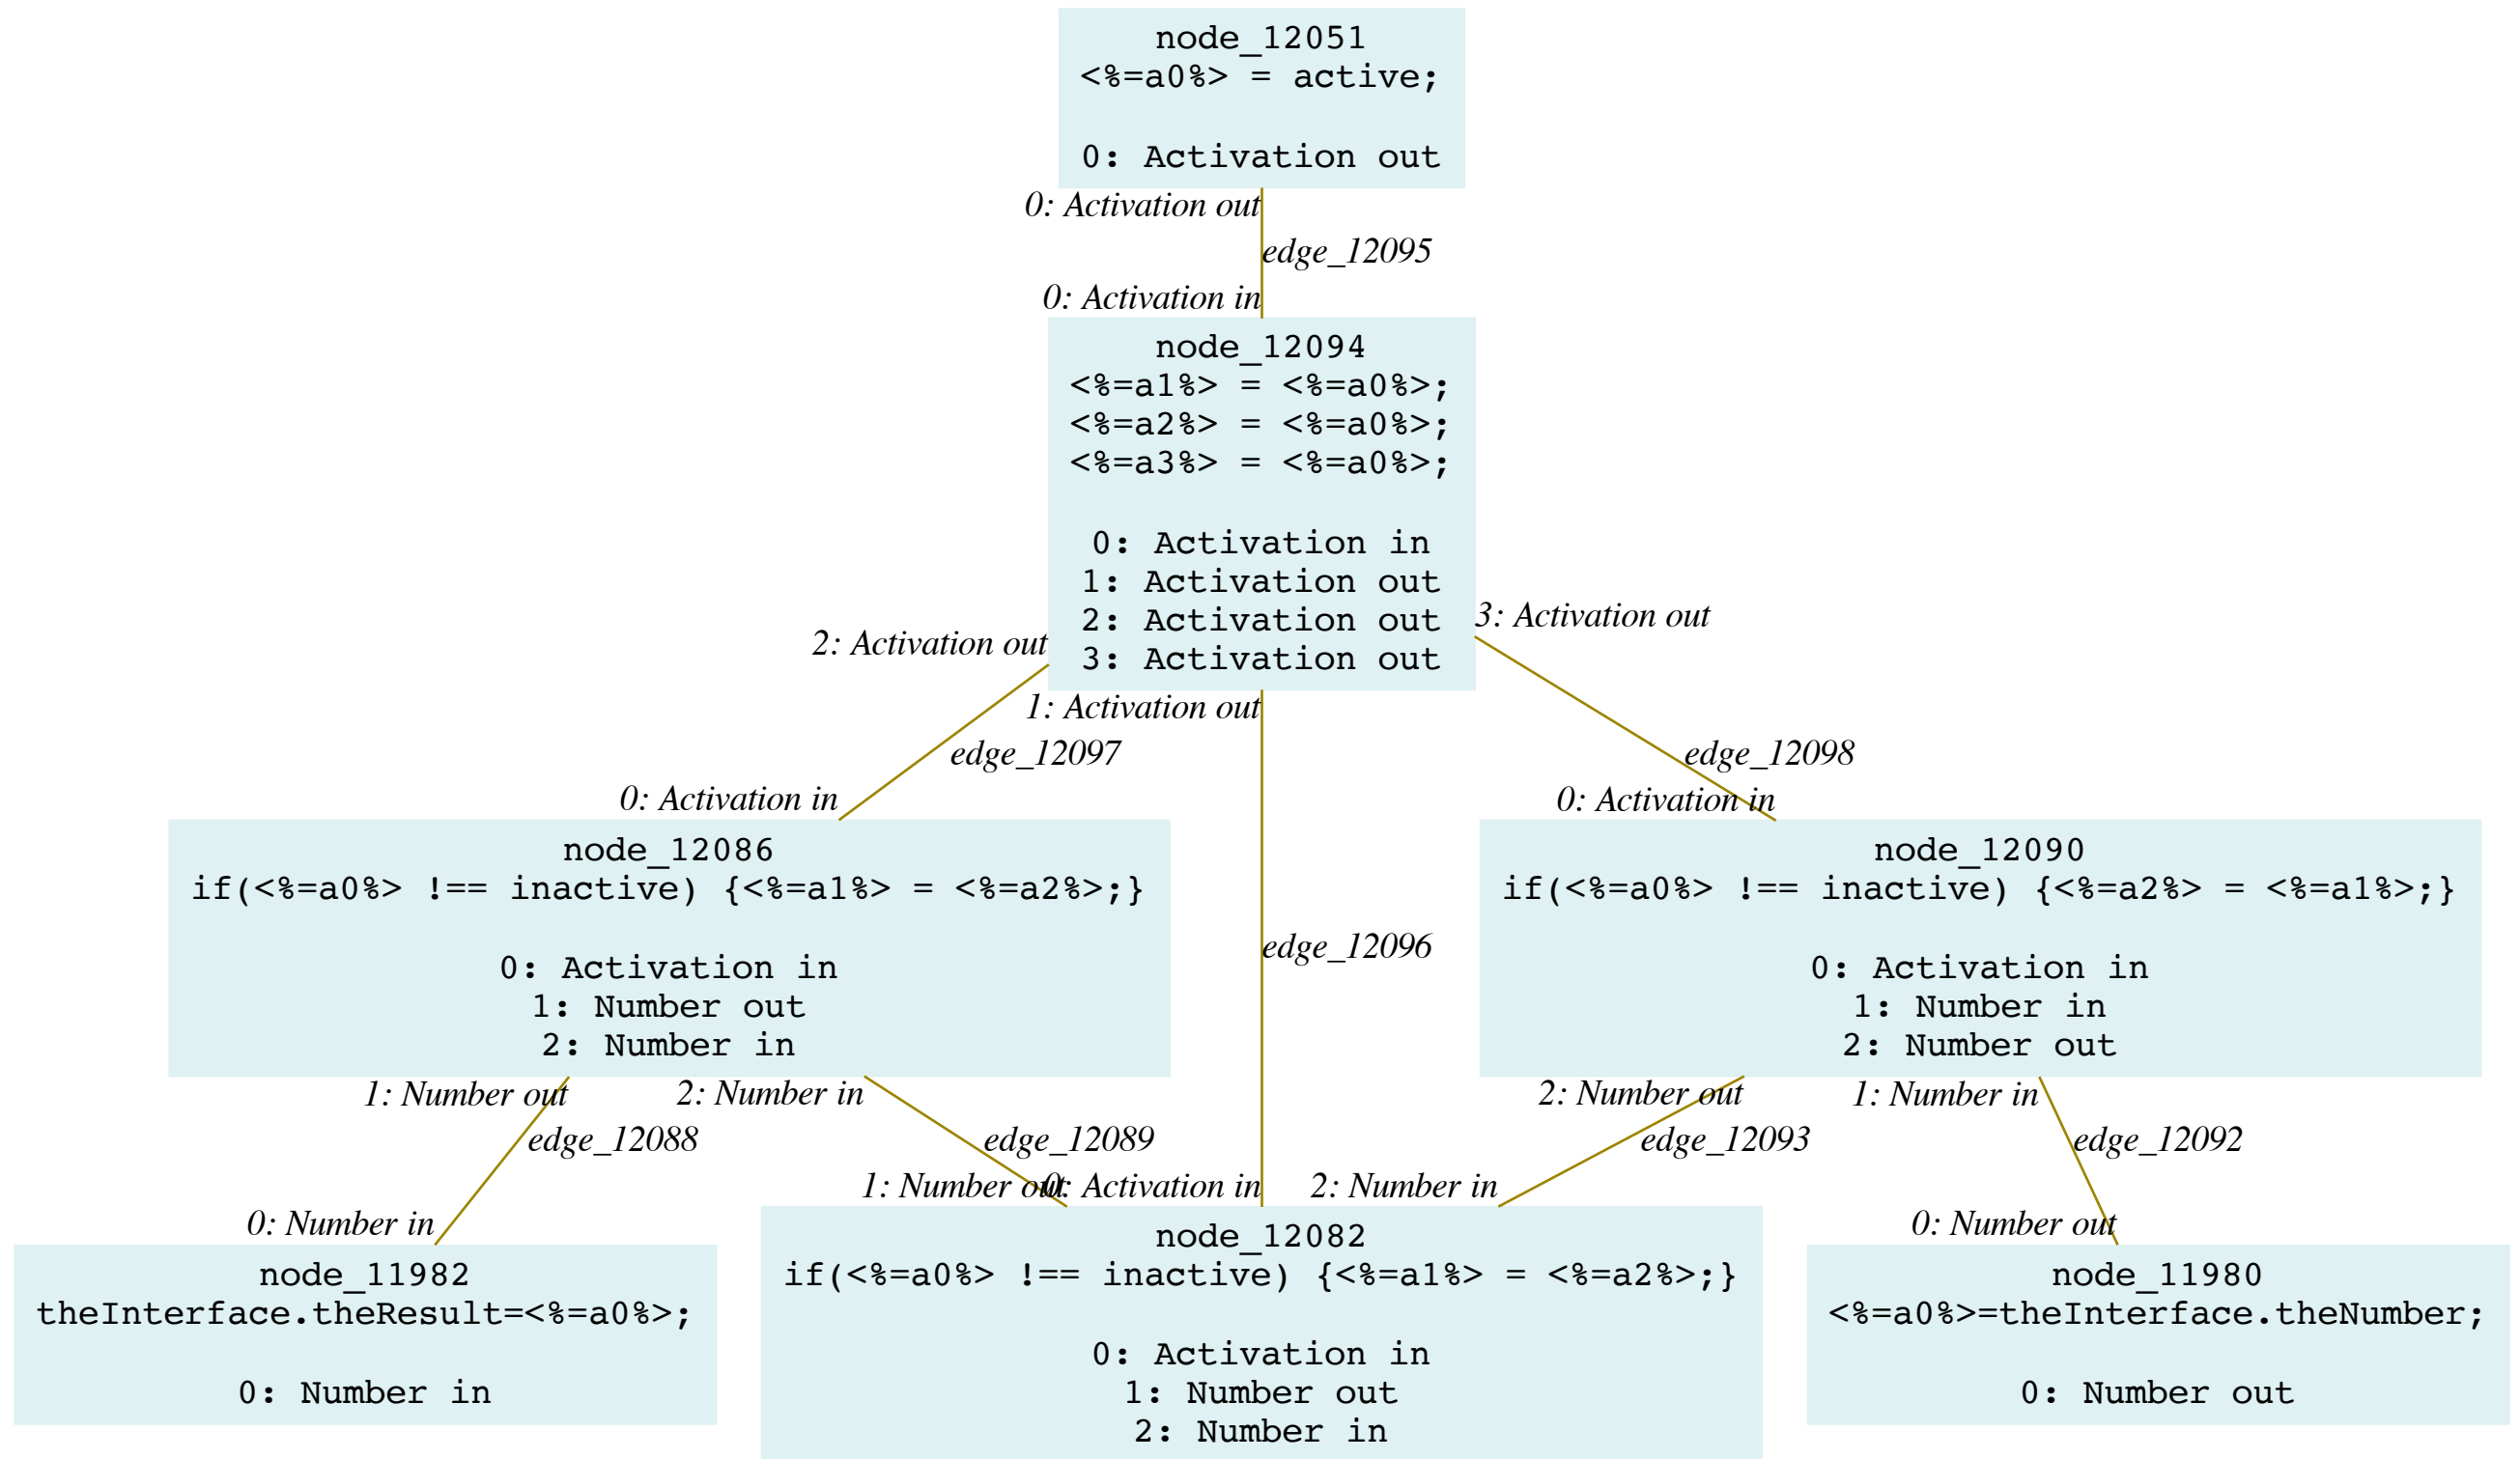 node_12051
<%=a0%> = active;
0: Activation out
0: Activation out
edge_12095
0: Activation in
node_12094
<%=a1%> = <%=a0%>;
<%=a2%> = <%=a0%>;
<%=a3%> = <%=a0%>;
0: Activation in
1: Activation out
2: Activation out
3: Activation out
2: Activation out
3: Activation out
1: Activation out
edge_12097
edge_12098
0: Activation in
0: Activation in
node_12086
if(<%=a0%> !== inactive) {<%=a1%> = <%=a2%>;}
0: Activation in
1: Number out
2: Number in
edge_12096
node_12090
if(<%=a0%> !== inactive) {<%=a2%> = <%=a1%>;}
0: Activation in
1: Number in
2: Number out
1: Number out
2: Number in
2: Number out
1: Number in
edge_12088
edge_12089
edge_12093
edge_12092
0: Number in
1: Number out
0: Activation in
2: Number in
0: Number out
node_11982
theInterface.theResult=<%=a0%>;
0: Number in
node_12082
if(<%=a0%> !== inactive) {<%=a1%> = <%=a2%>;}
0: Activation in
1: Number out
2: Number in
node_11980
<%=a0%>=theInterface.theNumber;
0: Number out